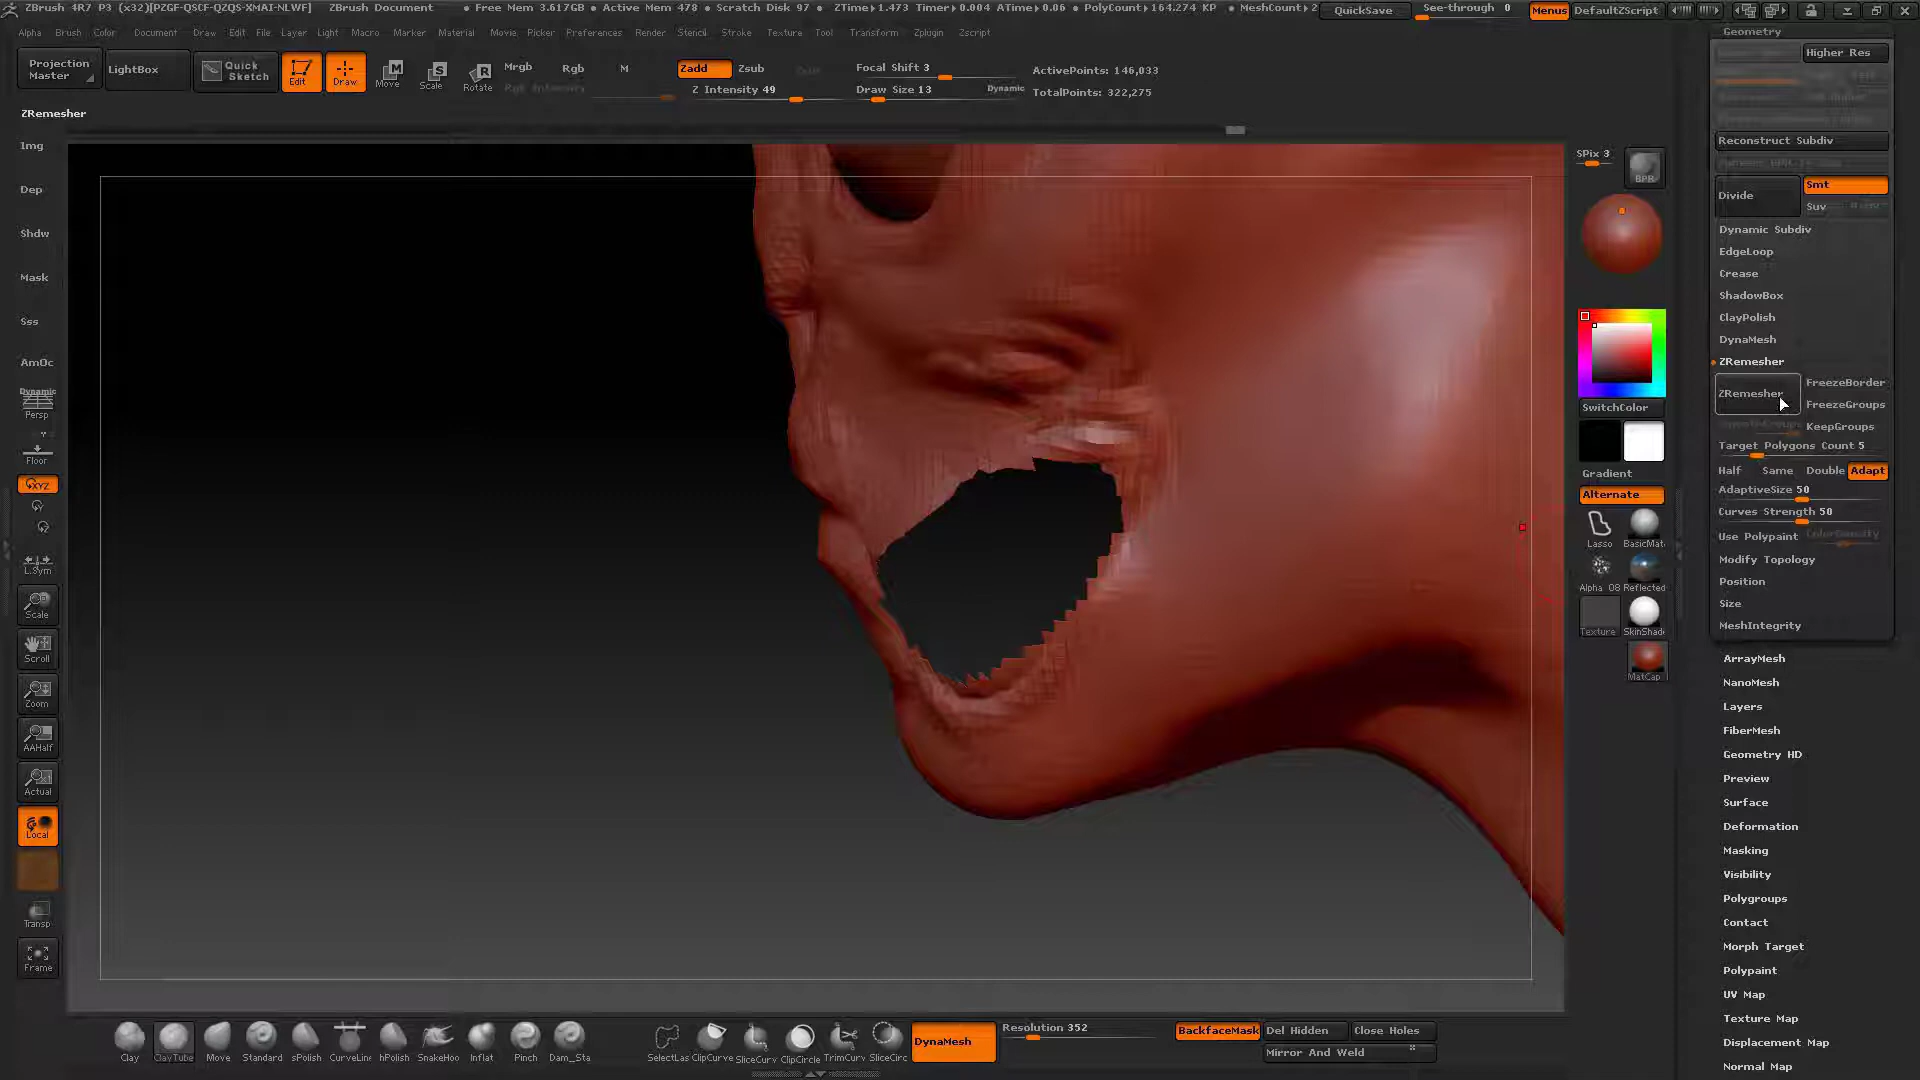 ZBrush 4R7 P3 (x32)[PZGF-QSCF-QZQS-XMAI-NLWF] ZBrush Document ● Free Mem 3.617GB ● Active Mem 478 ● Scratch Disk 97 ● ZTime▸1.473 Timer▸0.004 ATime▸0.06 ● PolyCount▸164.274 KP ● MeshCount▸2 QuickSave See-through 0 Menus DefaultZScript
Alpha Brush Color Document Draw Edit File Layer Light Macro Marker Material Movie Picker Preferences Render Stencil Stroke Texture Tool Transform Zplugin Zscript
Projection Master
LightBox
Quick Sketch
Edit
Draw
Move
Scale
Rotate
Mrgb Rgb M
Zadd Zsub
Z Intensity 49
Focal Shift 3
Draw Size 13
Dynamic
ActivePoints: 146,033
TotalPoints: 322,275
ZRemesher
Img
Dep
Shdw
Mask
Sss
AmOc
Dynamic
Persp
Floor
XYZ
L.Sym
Scale
Scroll
Zoom
AAHalf
Actual
Local
Transp
Frame
SPix 3
BPR
SwitchColor
Gradient
Alternate
Lasso BasicMat
Alpha 08 Reflected
Texture SkinShade
MatCap
Geometry
Higher Res
Reconstruct Subdiv
Divide
Smt
Suv
Dynamic Subdiv
EdgeLoop
Crease
ShadowBox
ClayPolish
DynaMesh
ZRemesher
ZRemesher
FreezeBorder
FreezeGroups
KeepGroups
Target Polygons Count 5
Half Same Double Adapt
AdaptiveSize 50
Curves Strength 50
Use Polypaint ColorDensity
Modify Topology
Position
Size
MeshIntegrity
ArrayMesh
NanoMesh
Layers
FiberMesh
Geometry HD
Preview
Surface
Deformation
Masking
Visibility
Polygroups
Contact
Morph Target
Polypaint
UV Map
Texture Map
Displacement Map
Normal Map
Clay ClayTube Move Standard sPolish CurveLine hPolish SnakeHoo Inflat Pinch Dam_Sta
SelectLas ClipCurve SliceCurv ClipCircle TrimCurv SliceCirc
DynaMesh
Resolution 352
BackfaceMask
Del Hidden
Close Holes
Mirror And Weld